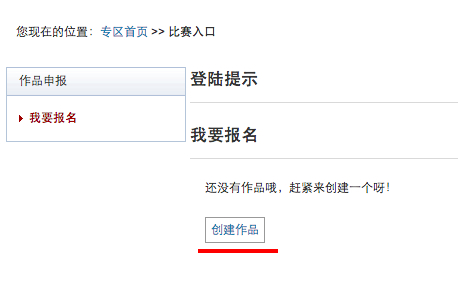 您现在的位置：专区首页 >> 比赛入口
作品申报
我要报名
登陆提示
我要报名
还没有作品哦，赶紧来创建一个呀！
创建作品